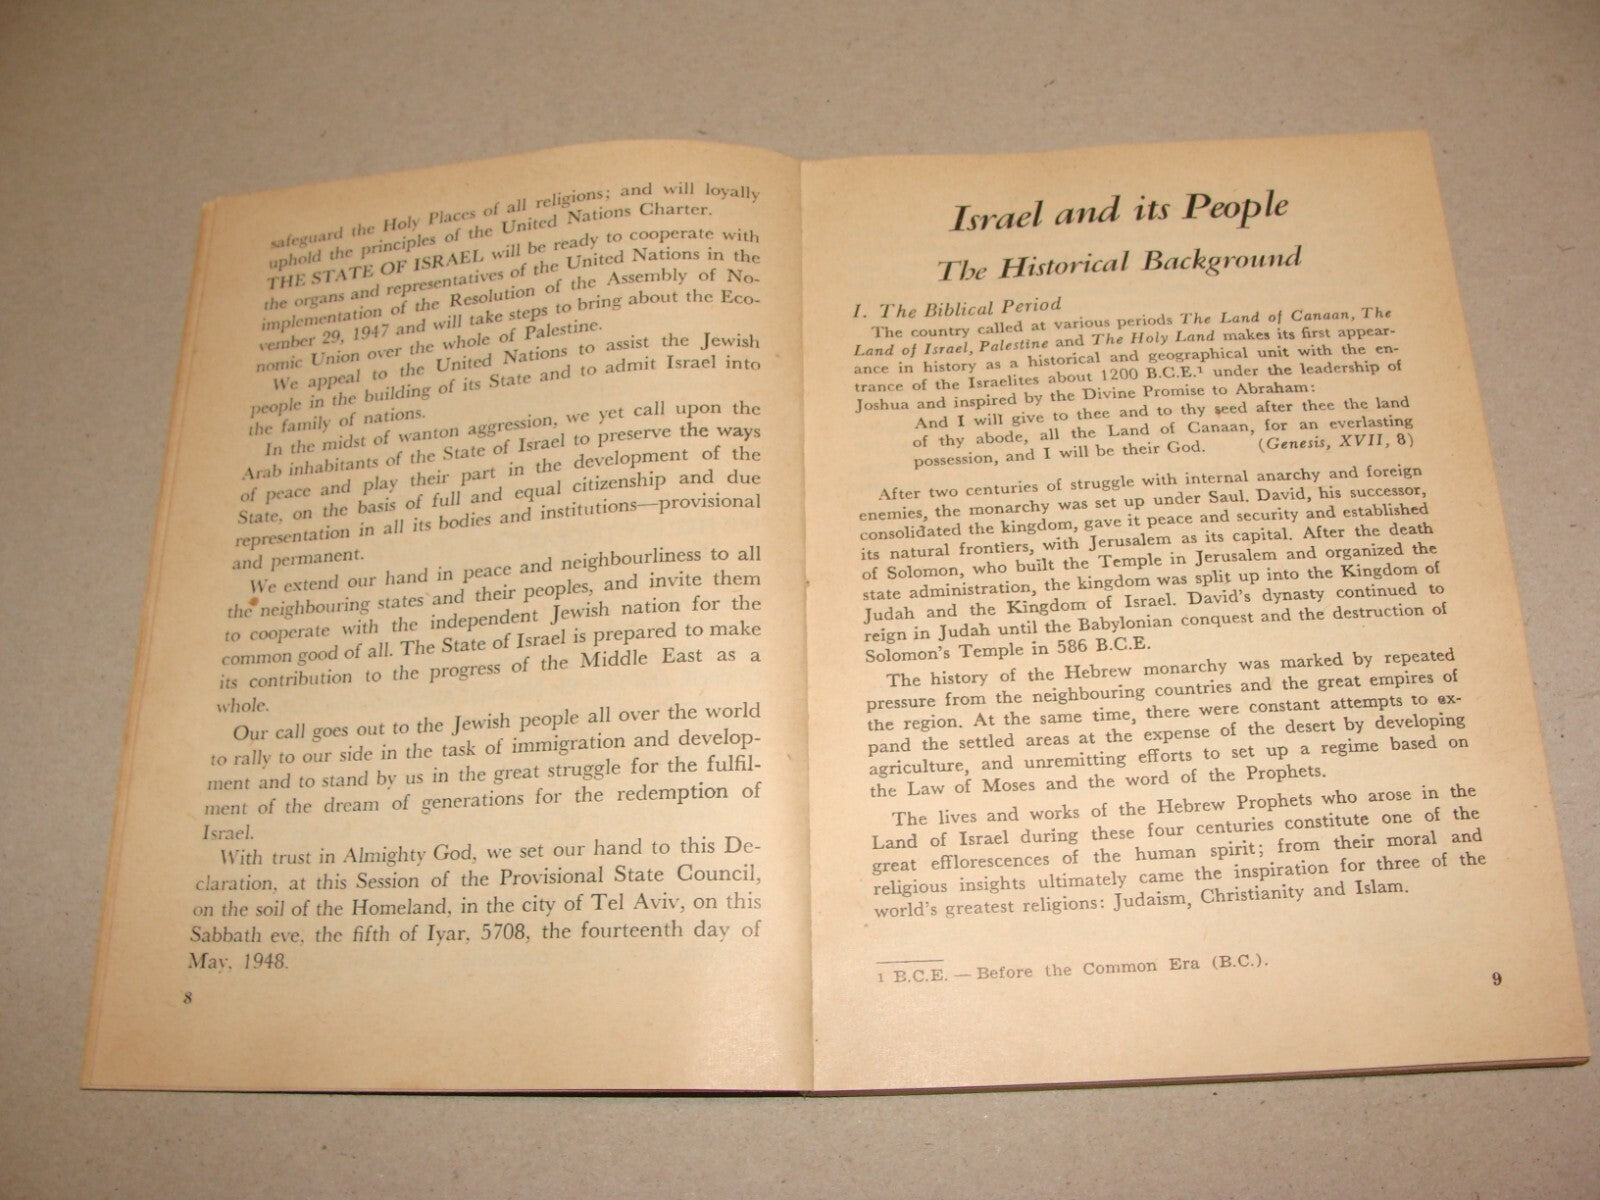 safeguard the Holy Places of all religions; and will loyally
uphold the principles of the United Nations Charter.
THE STATE OF ISRAEL will be ready to cooperate with
the organs and representatives of the United Nations in the
implementation of the Resolution of the Assembly of No-
vember 29, 1947 and will take steps to bring about the Eco-
nomic Union over the whole of Palestine.
We appeal to the United Nations to assist the Jewish
people in the building of its State and to admit Israel into
the family of nations.
In the midst of wanton aggression, we yet call upon the
Arab inhabitants of the State of Israel to preserve the ways
of peace and play their part in the development of the
State, on the basis of full and equal citizenship and due
representation in all its bodies and institutions—provisional
and permanent.
We extend our hand in peace and neighbourliness to all
the neighbouring states and their peoples, and invite them
to cooperate with the independent Jewish nation for the
common good of all. The State of Israel is prepared to make
its contribution to the progress of the Middle East as a
whole.
Our call goes out to the Jewish people all over the world
to rally to our side in the task of immigration and develop-
ment and to stand by us in the great struggle for the fulfil-
ment of the dream of generations for the redemption of
Israel.
With trust in Almighty God, we set our hand to this De-
claration, at this Session of the Provisional State Council,
on the soil of the Homeland, in the city of Tel Aviv, on this
Sabbath eve, the fifth of Iyar, 5708, the fourteenth day of
May, 1948.
8
Israel and its People
The Historical Background
I. The Biblical Period
The country called at various periods The Land of Canaan, The
Land of Israel, Palestine and The Holy Land makes its first appear-
ance in history as a historical and geographical unit with the en-
trance of the Israelites about 1200 B.C.E.¹ under the leadership of
Joshua and inspired by the Divine Promise to Abraham:
And I will give to thee and to thy seed after thee the land
of thy abode, all the Land of Canaan, for an everlasting
possession, and I will be their God. (Genesis, XVII, 8)
After two centuries of struggle with internal anarchy and foreign
enemies, the monarchy was set up under Saul. David, his successor,
consolidated the kingdom, gave it peace and security and established
its natural frontiers, with Jerusalem as its capital. After the death
of Solomon, who built the Temple in Jerusalem and organized the
state administration, the kingdom was split up into the Kingdom of
Judah and the Kingdom of Israel. David's dynasty continued to
reign in Judah until the Babylonian conquest and the destruction of
Solomon's Temple in 586 B.C.E.
The history of the Hebrew monarchy was marked by repeated
pressure from the neighbouring countries and the great empires of
the region. At the same time, there were constant attempts to ex-
pand the settled areas at the expense of the desert by developing
agriculture, and unremitting efforts to set up a regime based on
the Law of Moses and the word of the Prophets.
The lives and works of the Hebrew Prophets who arose in the
Land of Israel during these four centuries constitute one of the
great efflorescences of the human spirit; from their moral and
religious insights ultimately came the inspiration for three of the
world's greatest religions: Judaism, Christianity and Islam.
1 B.C.E. — Before the Common Era (B.C.).
9